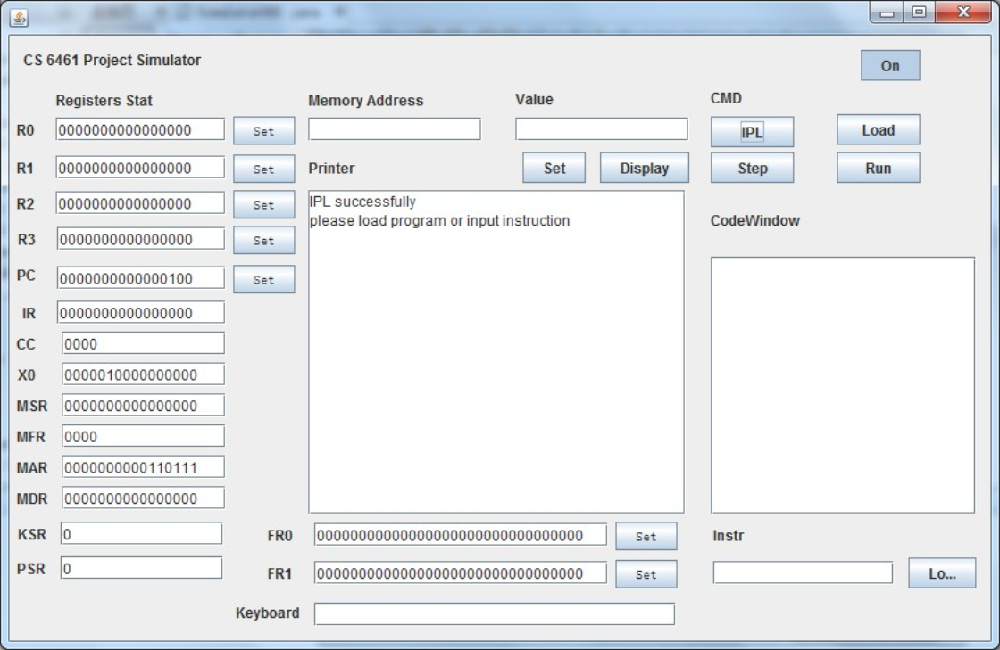 CS 6461 Project Simulator
On
Registers Stat
Memory Address
Value
CMD
R0 0000000000000000 Set
IPL
Load
R1 0000000000000000 Set
Printer
Set
Display
Step
Run
R2 0000000000000000 Set
IPL successfully
please load program or input instruction
CodeWindow
R3 0000000000000000 Set
PC 0000000000000100 Set
IR 0000000000000000
CC 0000
X0 0000010000000000
MSR 0000000000000000
MFR 0000
MAR 0000000000110111
MDR 0000000000000000
KSR 0
FR0 00000000000000000000000000000000 Set
Instr
PSR 0
FR1 00000000000000000000000000000000 Set
Lo...
Keyboard